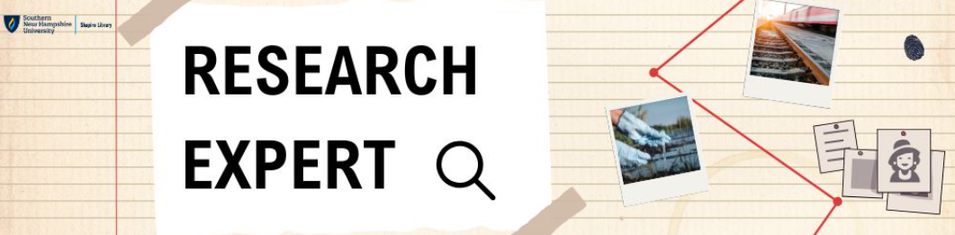 Southern
New Hampshire
University
Shapiro Library
RESEARCH
EXPERT